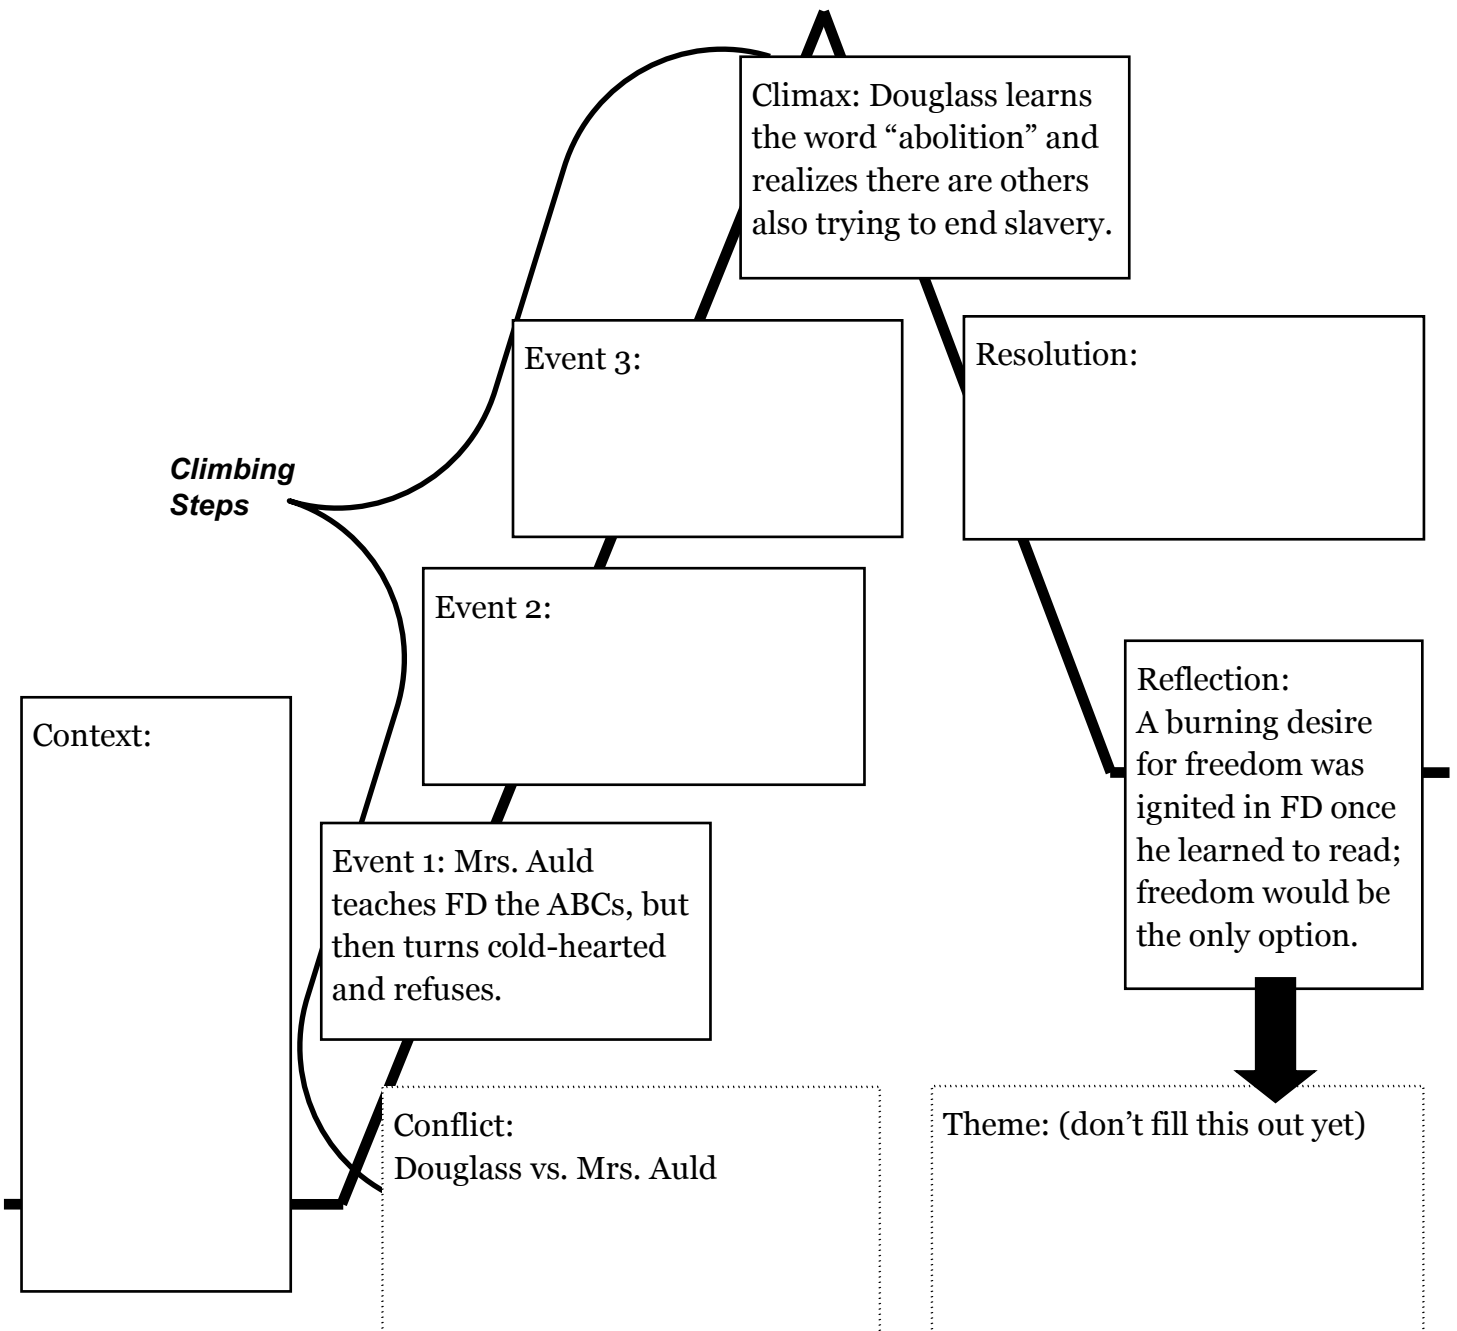 Climax: Douglass learns
the word “abolition” and
realizes there are others
also trying to end slavery.
Event 3:
Resolution:
Climbing
Steps
Event 2:
Reflection:
A burning desire
for freedom was
ignited in FD once
he learned to read;
freedom would be
the only option.
Context:
Event 1: Mrs. Auld
teaches FD the ABCs, but
then turns cold-hearted
and refuses.
Conflict:
Douglass vs. Mrs. Auld
Theme: (don’t fill this out yet)